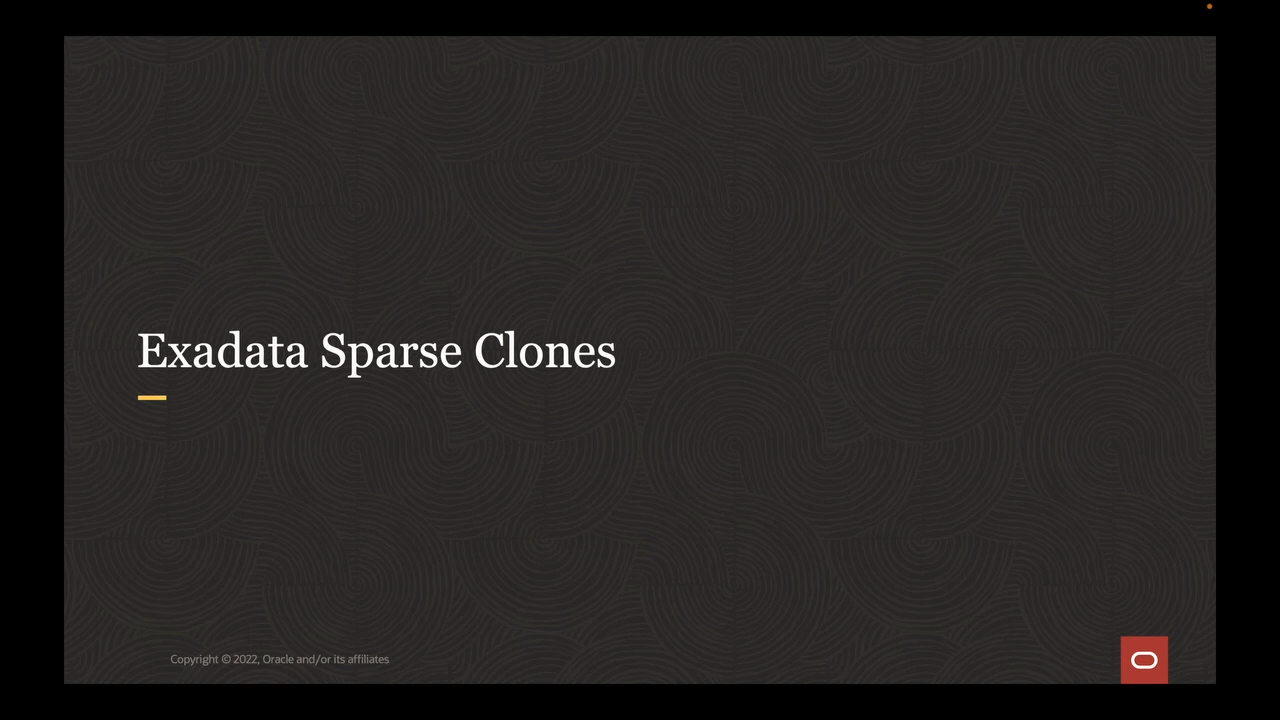 Exadata Sparse Clones
Copyright © 2022, Oracle and/or its affiliates